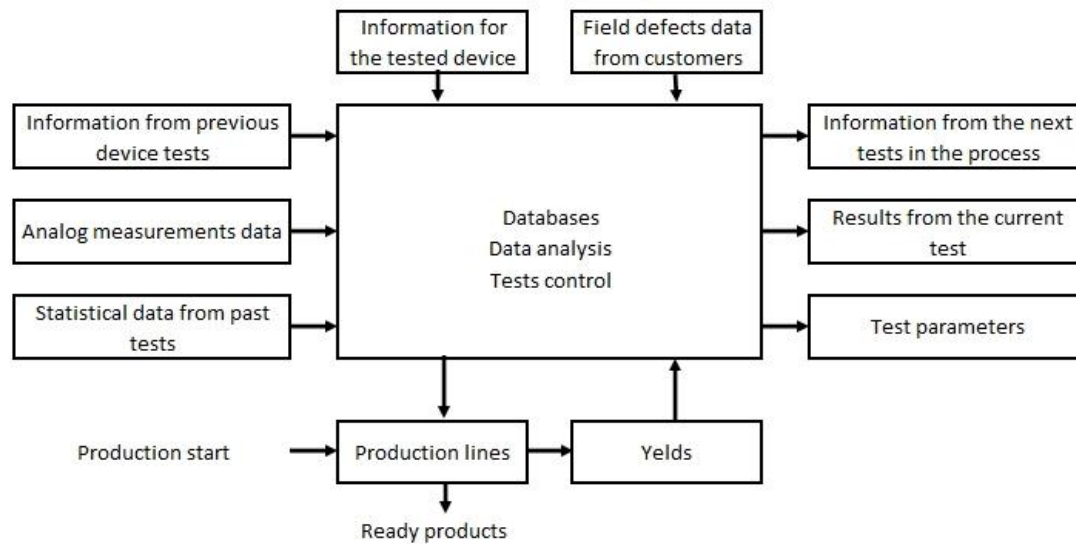 Information for
the tested device
Field defects data
from customers
Information from previous
device tests
Analog measurements data
Statistical data from past
tests
Databases
Data analysis
Tests control
Information from the next
tests in the process
Results from the current
test
Test parameters
Production start
Production lines
Yelds
Ready products